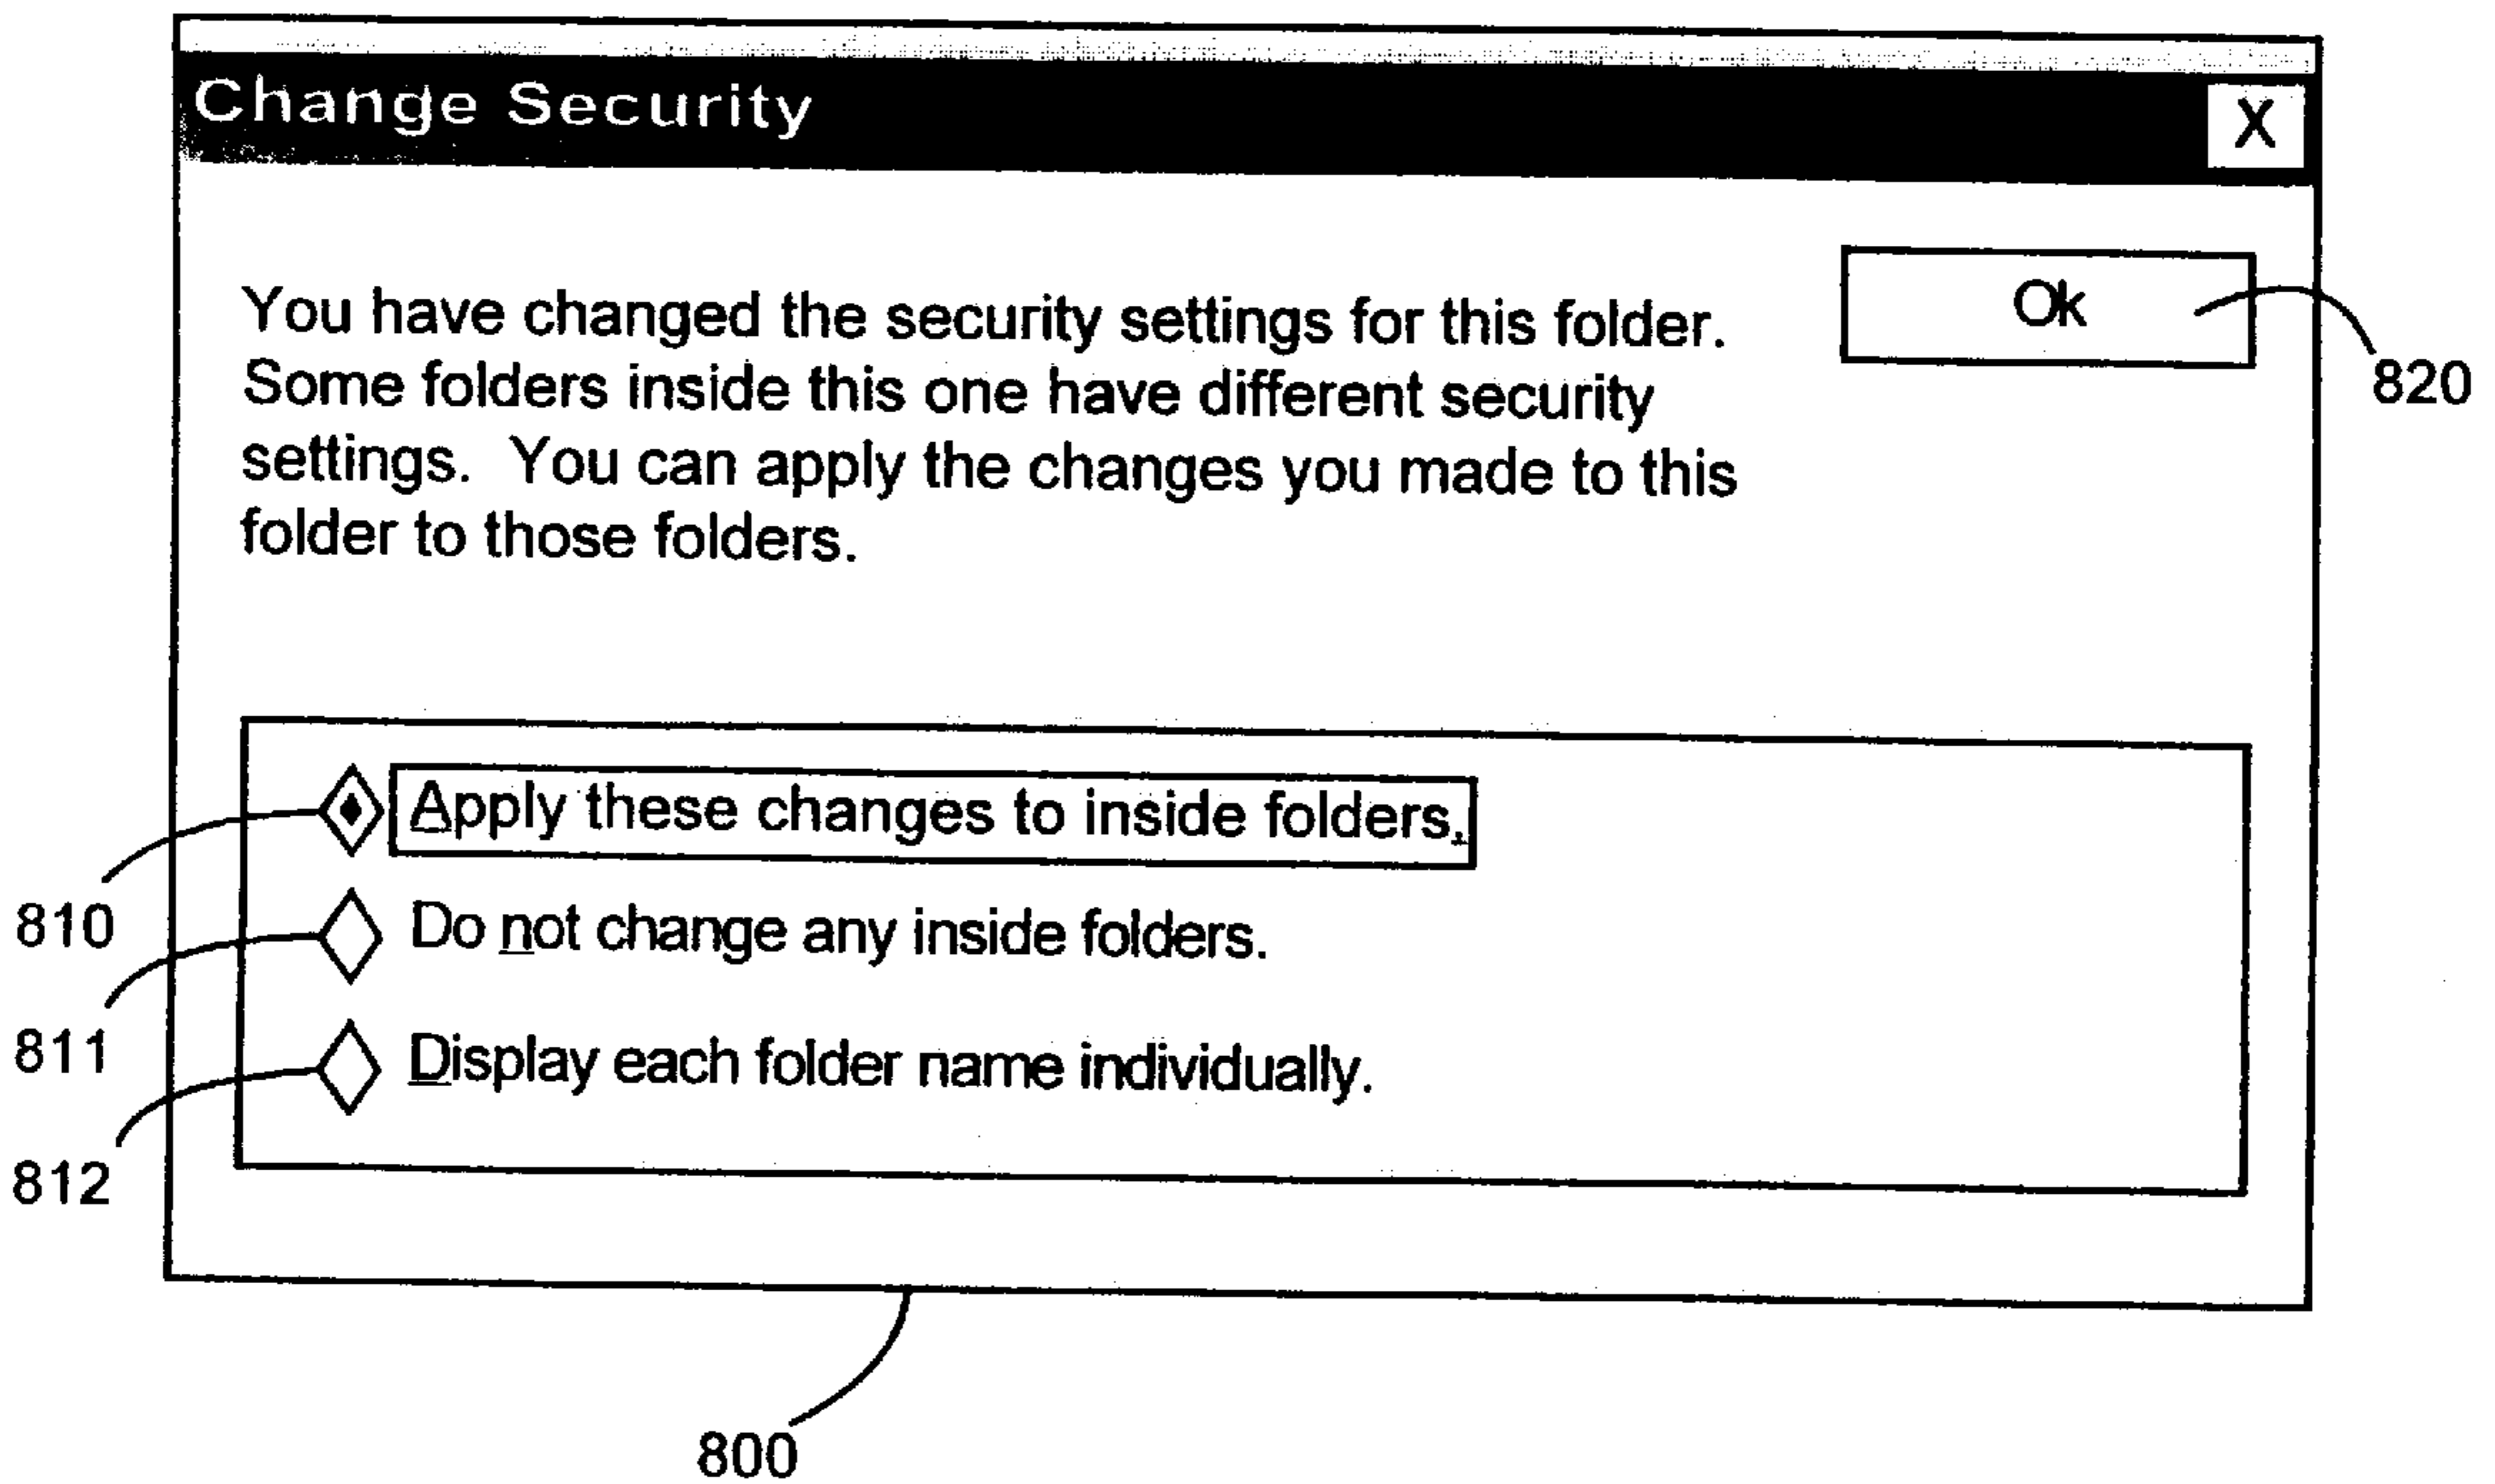 Change Security
X
You have changed the security settings for this folder.
Some folders inside this one have different security
settings. You can apply the changes you made to this
folder to those folders.
Ok
820
Apply these changes to inside folders.
810
Do not change any inside folders.
811
Display each folder name individually.
812
800